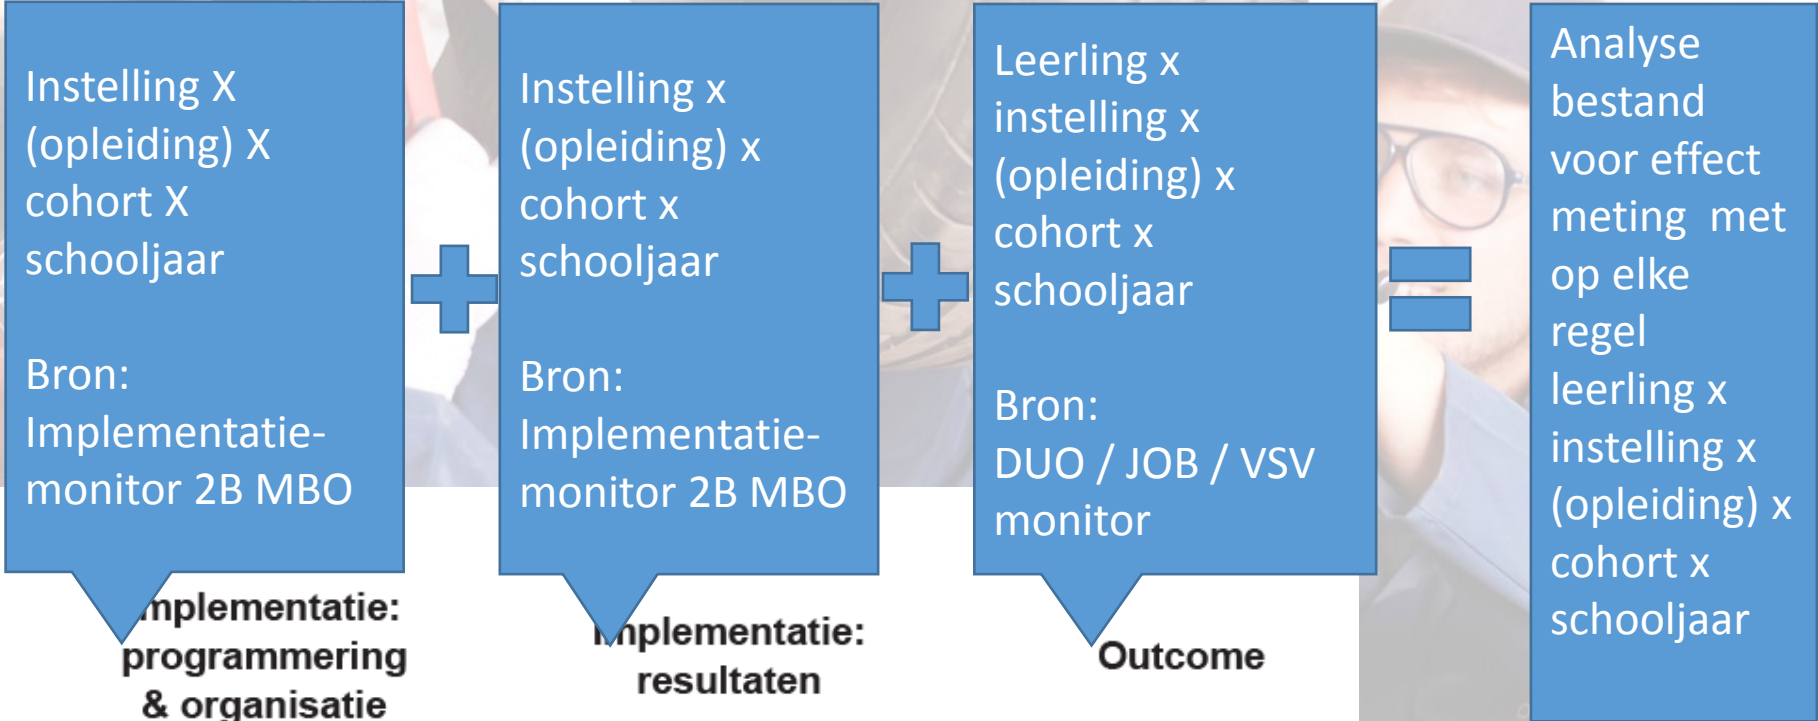 Instelling X
(opleiding) X
cohort X
schooljaar
Bron:
Implementatie-
monitor 2B MBO
Instelling x
(opleiding) x
cohort x
schooljaar
Bron:
Implementatie-
monitor 2B MBO
Leerling x
instelling x
(opleiding) x
cohort x
schooljaar
Bron:
DUO / JOB / VSV
monitor
Analyse
bestand
voor effect
meting  met
op elke
regel
leerling x
instelling x
(opleiding) x
cohort x
schooljaar
mplementatie:
programmering
& organisatie
Implementatie:
resultaten
Outcome